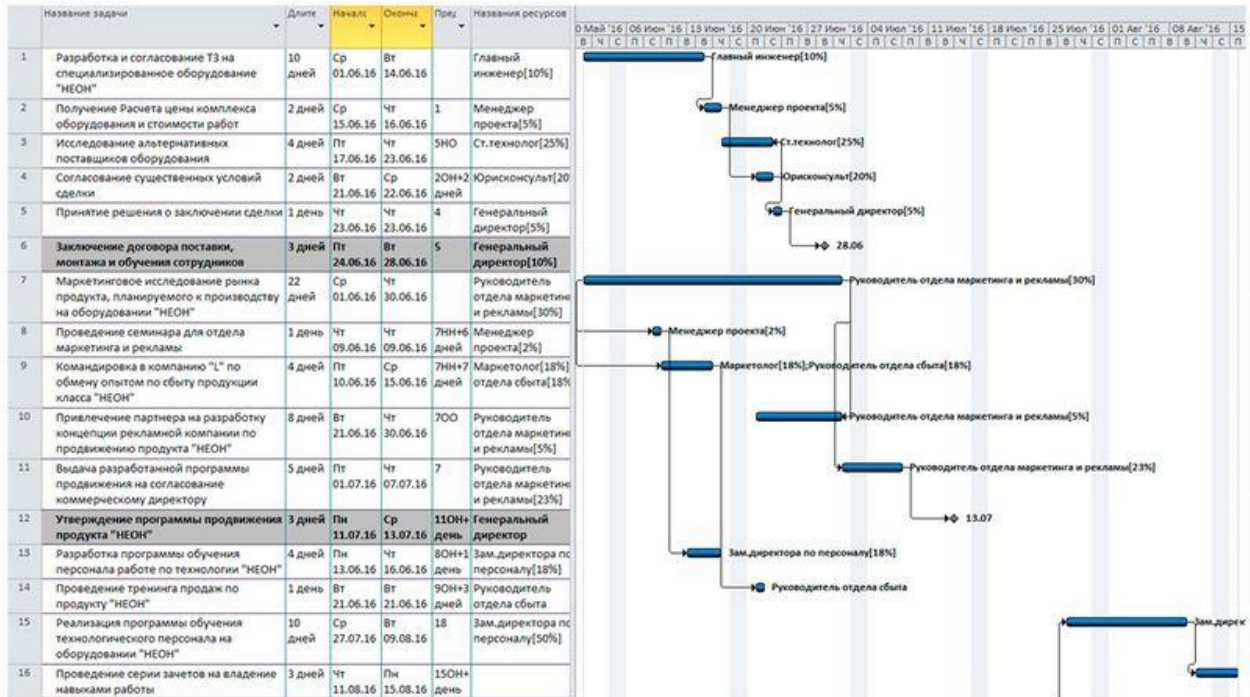 Название задачи Длите Начало Оконча Пред Названия ресурсов
0 Май '16 06 Июн '16 13 Июн '16 20 Июн '16 27 Июн '16 04 Июл '16 11 Июл '16 18 Июл '16 25 Июл '16 01 Авг '16 08 Авг '16 15
1 Разработка и согласование ТЗ на 10 Ср Вт Главный
специализированное оборудование дней 01.06.16 14.06.16 инженер[10%]
"НЕОН"
Главный инженер[10%]
2 Получение Расчета цены комплекса 2 дней Ср Чт 1 Менеджер
оборудования и стоимости работ 15.06.16 16.06.16 проекта[5%]
Менеджер проекта[5%]
3 Исследование альтернативных 4 дней Пт Чт 5НО Ст.технолог[25%]
поставщиков оборудования 17.06.16 23.06.16
Ст.технолог[25%]
4 Согласование существенных условий 2 дней Вт Ср 2ОН+2 Юрисконсульт[20
сделки 21.06.16 22.06.16 дней
Юрисконсульт[20%]
5 Принятие решения о заключении сделки 1 день Чт Чт 4 Генеральный
23.06.16 23.06.16 директор[5%]
Генеральный директор[5%]
6 Заключение договора поставки, 3 дней Пт Вт 5 Генеральный
монтажа и обучения сотрудников 24.06.16 28.06.16 директор[10%]
28.06
7 Маркетинговое исследование рынка 22 Ср Чт Руководитель
продукта, планируемого к производству дней 01.06.16 30.06.16 отдела маркетин
на оборудовании "НЕОН" и рекламы[30%]
Руководитель отдела маркетинга и рекламы[30%]
8 Проведение семинара для отдела 1 день Чт Чт 7НН+6 Менеджер
маркетинга и рекламы 09.06.16 09.06.16 дней проекта[2%]
Менеджер проекта[2%]
9 Командировка в компанию "L" по 4 дней Пт Ср 7НН+7 Маркетолог[18%]
обмену опытом по сбыту продукции 10.06.16 15.06.16 дней отдела сбыта[18%
класса "НЕОН"
Маркетолог[18%];Руководитель отдела сбыта[18%]
10 Привлечение партнера на разработку 8 дней Вт Чт 7ОО Руководитель
концепции рекламной компании по 21.06.16 30.06.16 отдела маркетин
продвижению продукта "НЕОН" и рекламы[5%]
Руководитель отдела маркетинга и рекламы[5%]
11 Выдача разработанной программы 5 дней Пт Чт 7 Руководитель
продвижения на согласование 01.07.16 07.07.16 отдела маркетин
коммерческому директору и рекламы[23%]
Руководитель отдела маркетинга и рекламы[23%]
12 Утверждение программы продвижения 3 дней Пн Ср 11ОН+ Генеральный
продукта "НЕОН" 11.07.16 13.07.16 день директор
13.07
13 Разработка программы обучения 4 дней Пн Чт 8ОН+1 Зам.директора по
персонала работе по технологии "НЕОН" 13.06.16 16.06.16 день персоналу[18%]
Зам.директора по персоналу[18%]
14 Проведение тренинга продаж по 1 день Вт Вт 9ОН+3 Руководитель
продукту "НЕОН" 21.06.16 21.06.16 дней отдела сбыта
Руководитель отдела сбыта
15 Реализация программы обучения 10 Ср Вт 18 Зам.директора по
технологического персонала на дней 27.07.16 09.08.16 персоналу[50%]
оборудовании "НЕОН"
Зам.дирек
16 Проведение серии зачетов на владение 3 дней Чт Пн 15ОН+
навыками работы 11.08.16 15.08.16 день